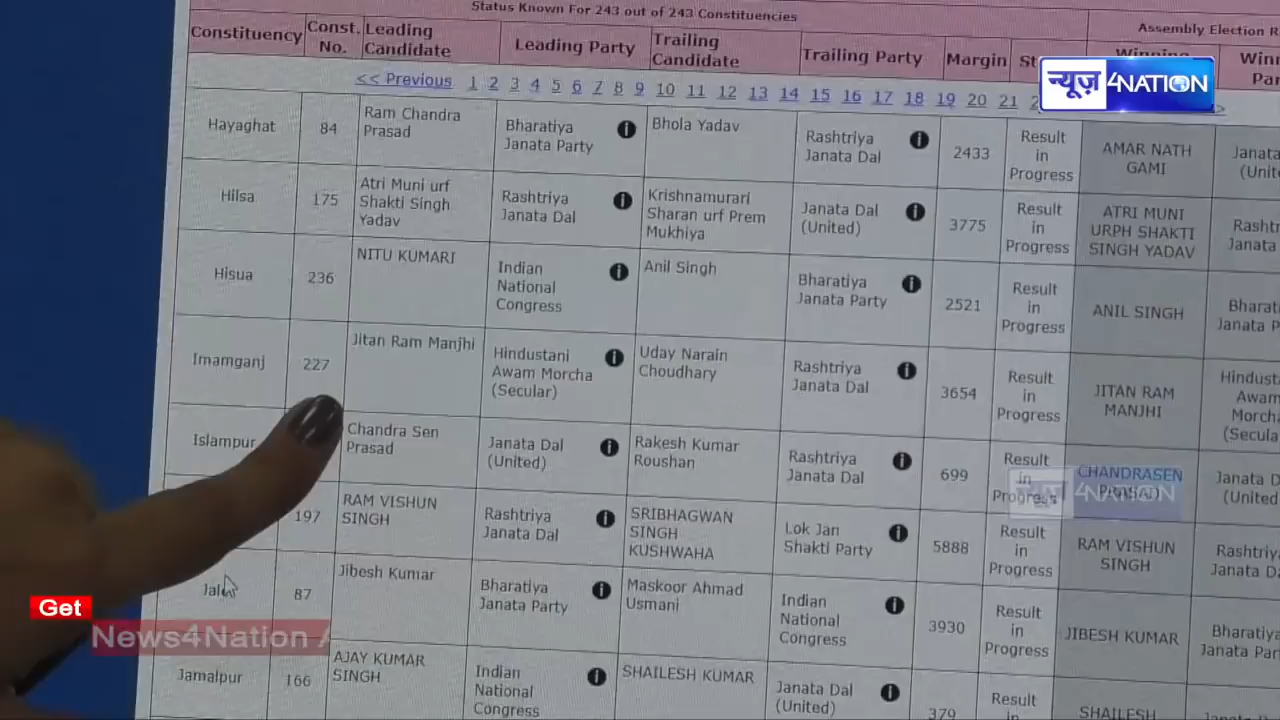 Status Known For 243 out of 243 Constituencies
Assembly Election R
Constituency Const. No. Leading Candidate Leading Party Trailing Candidate Trailing Party Margin St Winning
न्यूज़ 4NATION
<< Previous 1 2 3 4 5 6 7 8 9 10 11 12 13 14 15 16 17 18 19 20 21
Hayaghat 84 Ram Chandra Prasad Bharatiya Janata Party i Bhola Yadav Rashtriya Janata Dal i 2433 Result in Progress AMAR NATH GAMI Janata (Unite
Hilsa 175 Atri Muni urf Shakti Singh Yadav Rashtriya Janata Dal i Krishnamurari Sharan urf Prem Mukhiya Janata Dal (United) i 3775 Result in Progress ATRI MUNI URPH SHAKTI SINGH YADAV Rashtr Janata
Hisua 236 NITU KUMARI Indian National Congress i Anil Singh Bharatiya Janata Party i 2521 Result in Progress ANIL SINGH Bharat Janata P
Imamganj 227 Jitan Ram Manjhi Hindustani Awam Morcha (Secular) i Uday Narain Choudhary Rashtriya Janata Dal i 3654 Result in Progress JITAN RAM MANJHI Hindust Awam Morcha (Secula
Islampur Chandra Sen Prasad Janata Dal (United) i Rakesh Kumar Roushan Rashtriya Janata Dal i 699 Result in Progress CHANDRASEN PRASAD Janata D (United
197 RAM VISHUN SINGH Rashtriya Janata Dal i SRIBHAGWAN SINGH KUSHWAHA Lok Jan Shakti Party i 5888 Result in Progress RAM VISHUN SINGH Rashtriy Janata D
87 Jibesh Kumar Bharatiya Janata Party i Maskoor Ahmad Usmani Indian National Congress i 3930 Result in Progress JIBESH KUMAR Bharatiy Janata Par
Jamalpur 166 AJAY KUMAR SINGH Indian National Congress i SHAILESH KUMAR Janata Dal (United) i 379 Result in SHAILESH
4NATION
Get
News4Nation A